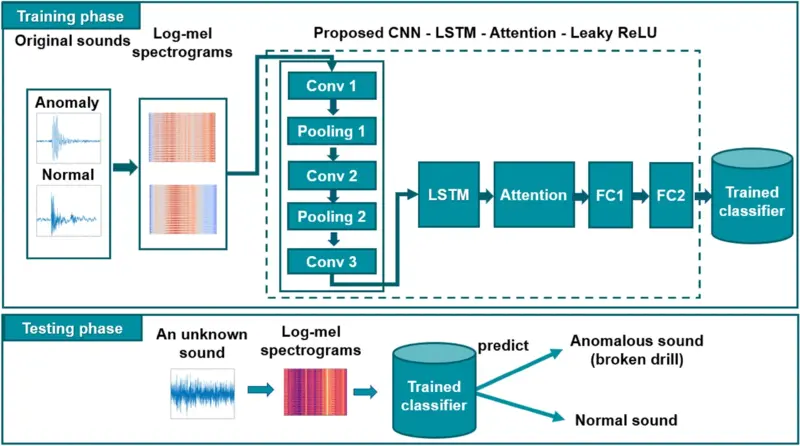 Training phase
Original sounds
Log-mel
spectrograms
Proposed CNN - LSTM - Attention - Leaky ReLU
Anomaly
Normal
Conv 1
Pooling 1
Conv 2
Pooling 2
Conv 3
LSTM
Attention
FC1
FC2
Trained
classifier
Testing phase
An unknown
sound
Log-mel
spectrograms
Trained
classifier
predict
Anomalous sound
(broken drill)
Normal sound